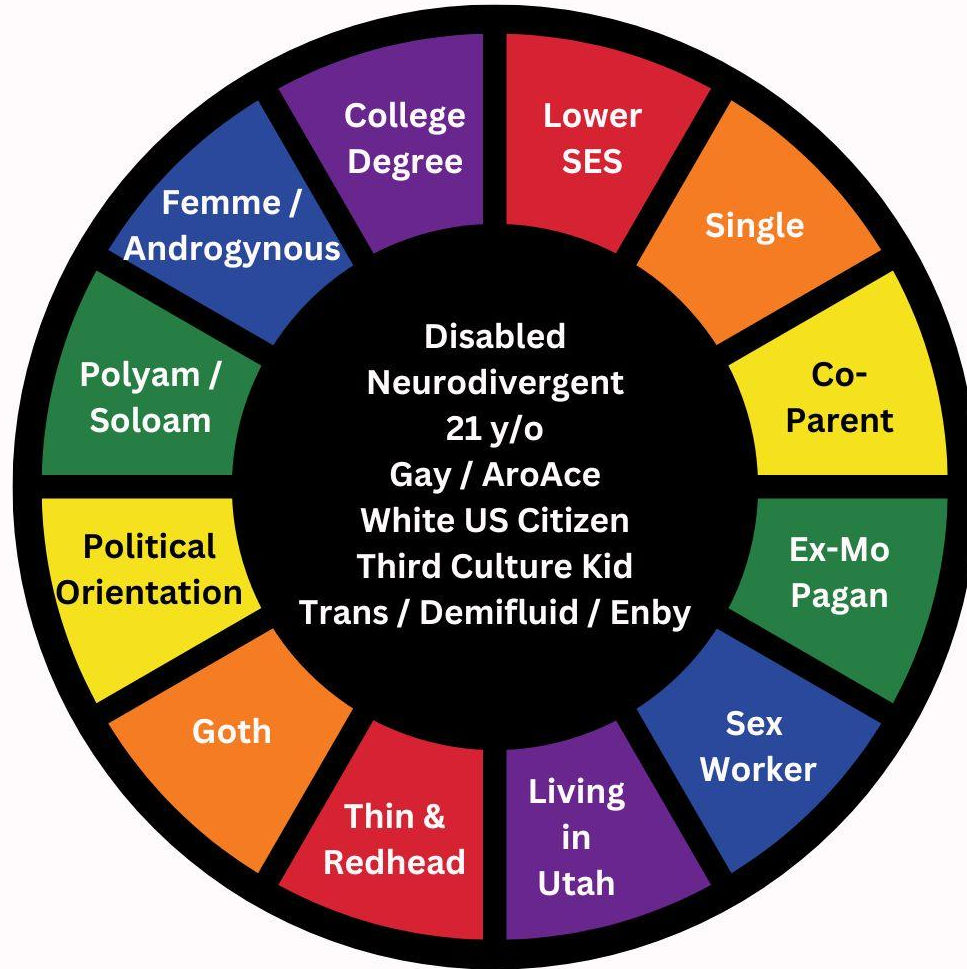 College
Degree
Lower
SES
Single
Co-
Parent
Ex-Mo
Pagan
Sex
Worker
Living
in
Utah
Thin &
Redhead
Goth
Political
Orientation
Polyam /
Soloam
Femme /
Androgynous
Disabled
Neurodivergent
21 y/o
Gay / AroAce
White US Citizen
Third Culture Kid
Trans / Demifluid / Enby